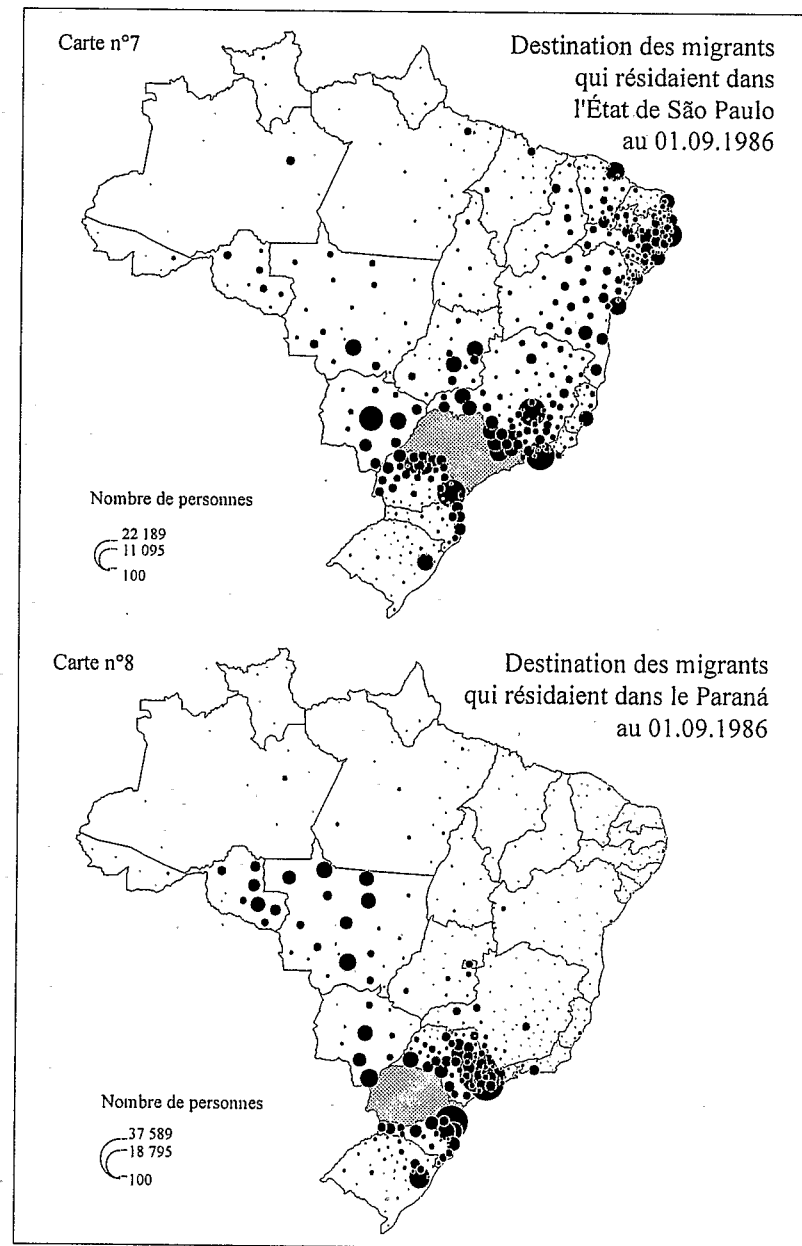 Carte n°7
Destination des migrants
qui résidaient dans
l'État de São Paulo
au 01.09.1986
Nombre de personnes
22 189
11 095
100
Carte n°8
Destination des migrants
qui résidaient dans le Paraná
au 01.09.1986
Nombre de personnes
37 589
18 795
100